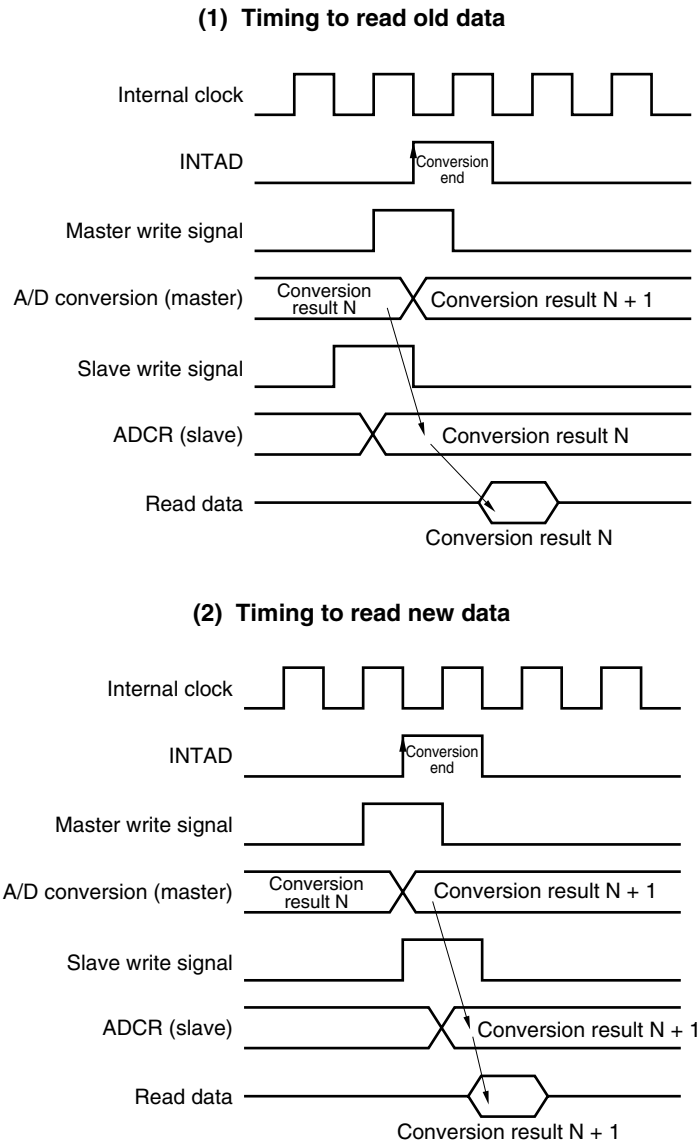 (1) Timing to read old data
Internal clock
INTAD
Conversion
end
Master write signal
A/D conversion (master)
Conversion
result N
Conversion result N + 1
Slave write signal
ADCR (slave)
Conversion result N
Read data
Conversion result N
(2) Timing to read new data
Internal clock
INTAD
Conversion
end
Master write signal
A/D conversion (master)
Conversion
result N
Conversion result N + 1
Slave write signal
ADCR (slave)
Conversion result N + 1
Read data
Conversion result N + 1